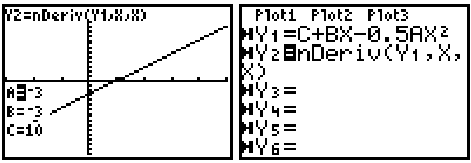 Y2=nDeriv(Y1,X,X)
A=-3
B=-3
C=10
Plot1 Plot2 Plot3
Y₁=C+BX-0.5AX²
Y₂=nDeriv(Y₁,X,
X)
Y₃=
Y₄=
Y₅=
Y₆=